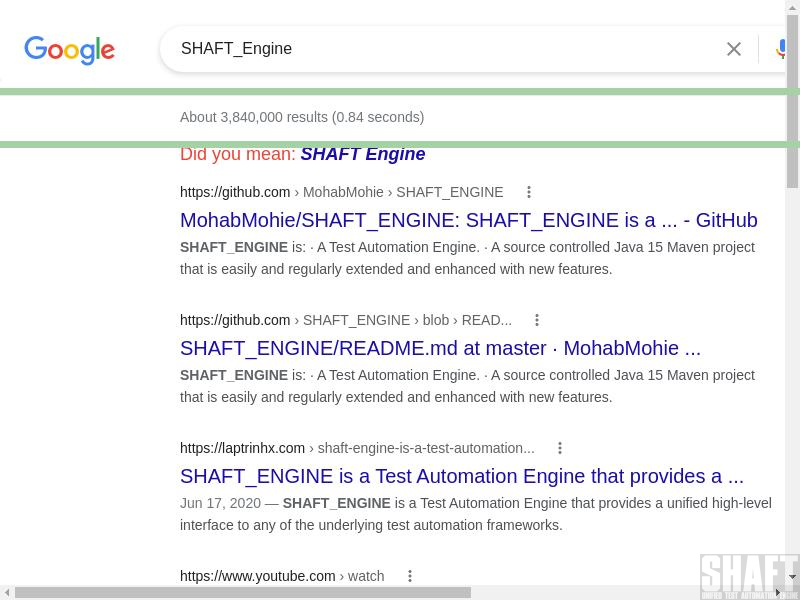 Google
SHAFT_Engine
About 3,840,000 results (0.84 seconds)
Did you mean: SHAFT Engine
https://github.com › MohabMohie › SHAFT_ENGINE
MohabMohie/SHAFT_ENGINE: SHAFT_ENGINE is a ... - GitHub
SHAFT_ENGINE is: · A Test Automation Engine. · A source controlled Java 15 Maven project
that is easily and regularly extended and enhanced with new features.
https://github.com › SHAFT_ENGINE › blob › READ...
SHAFT_ENGINE/README.md at master · MohabMohie ...
SHAFT_ENGINE is: · A Test Automation Engine. · A source controlled Java 15 Maven project
that is easily and regularly extended and enhanced with new features.
https://laptrinhx.com › shaft-engine-is-a-test-automation...
SHAFT_ENGINE is a Test Automation Engine that provides a ...
Jun 17, 2020 — SHAFT_ENGINE is a Test Automation Engine that provides a unified high-level
interface to any of the underlying test automation frameworks.
https://www.youtube.com › watch
SHAFT